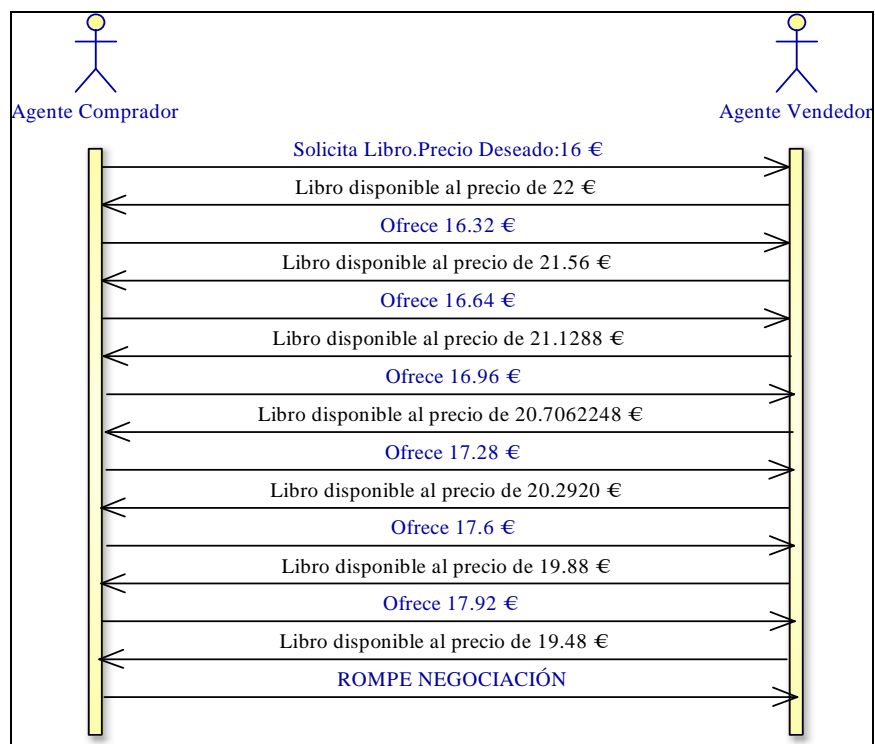 Agente Comprador
Agente Vendedor
Solicita Libro.Precio Deseado:16 €
Libro disponible al precio de 22 €
Ofrece 16.32 €
Libro disponible al precio de 21.56 €
Ofrece 16.64 €
Libro disponible al precio de 21.1288 €
Ofrece 16.96 €
Libro disponible al precio de 20.7062248 €
Ofrece 17.28 €
Libro disponible al precio de 20.2920 €
Ofrece 17.6 €
Libro disponible al precio de 19.88 €
Ofrece 17.92 €
Libro disponible al precio de 19.48 €
ROMPE NEGOCIACIÓN